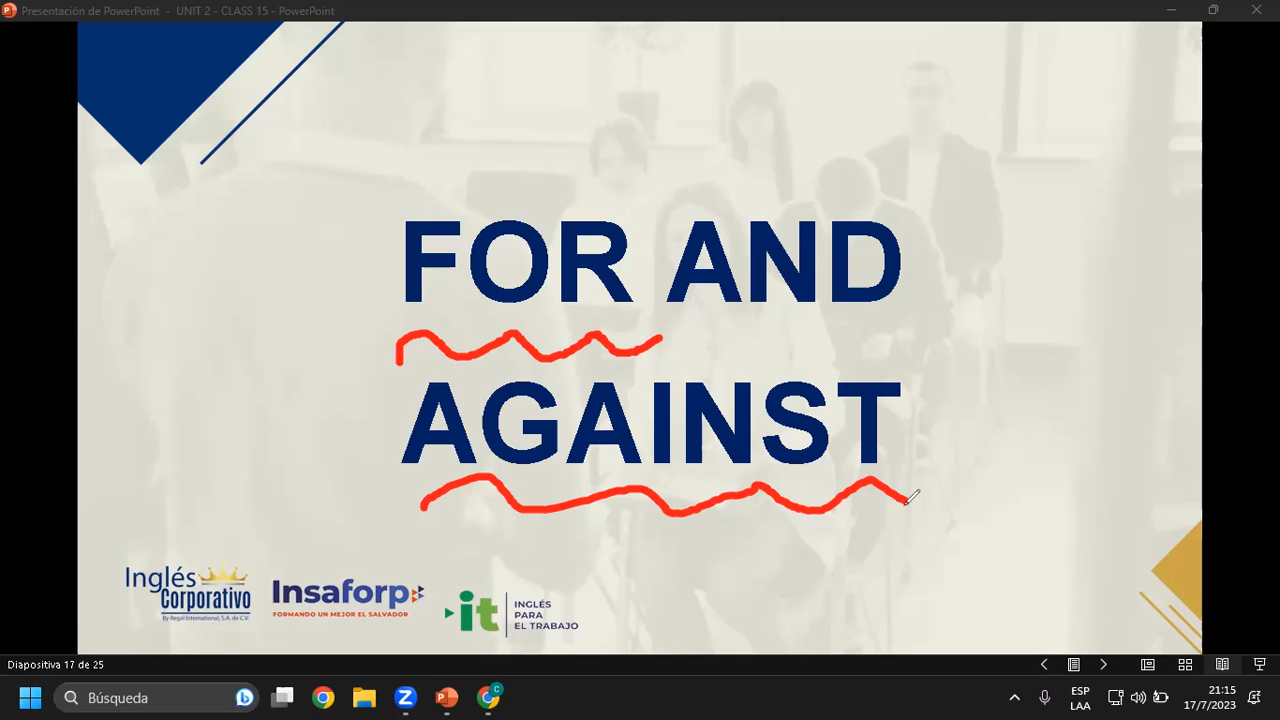 Presentación de PowerPoint - UNIT 2 - CLASS 15 - PowerPoint
FOR AND
AGAINST
Inglés
Corporativo
By Regal International, S.A. de C.V.
Insaforp
FORMANDO UN MEJOR EL SALVADOR
it
INGLÉS
PARA
EL TRABAJO
Diapositiva 17 de 25
Búsqueda
ESP
LAA
21:15
17/7/2023